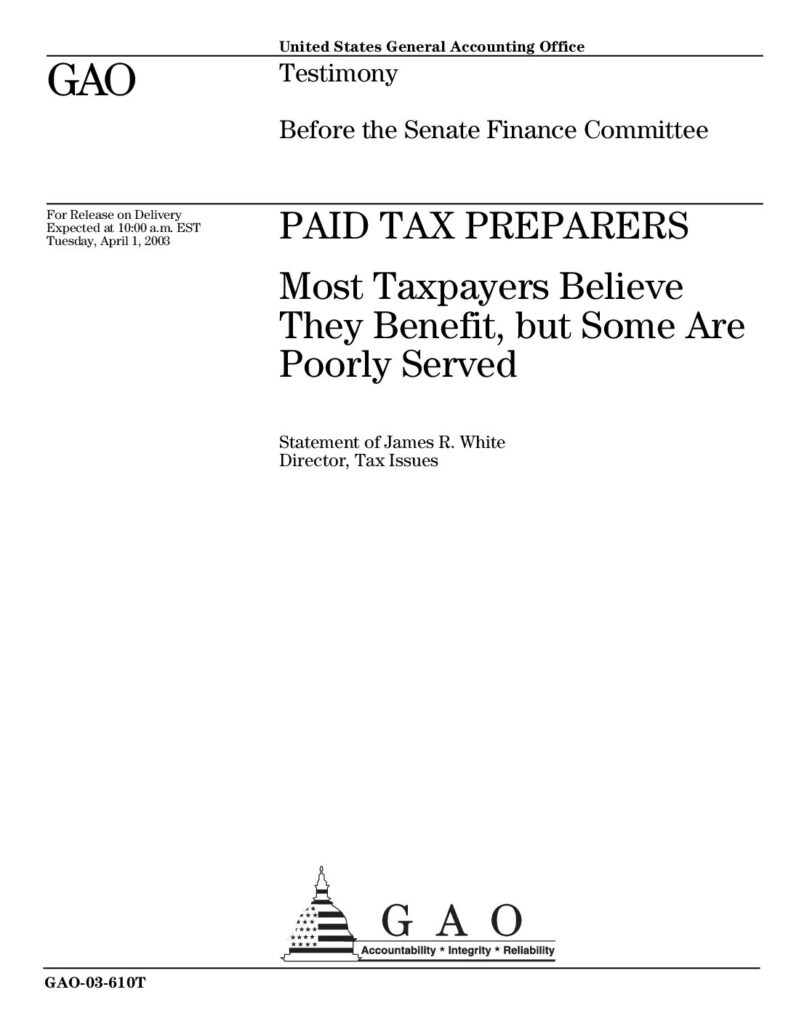 United States General Accounting Office
GAO
Testimony
Before the Senate Finance Committee
For Release on Delivery
Expected at 10:00 a.m. EST
Tuesday, April 1, 2003
PAID TAX PREPARERS
Most Taxpayers Believe
They Benefit, but Some Are
Poorly Served
Statement of James R. White
Director, Tax Issues
G A O
Accountability * Integrity * Reliability
GAO-03-610T